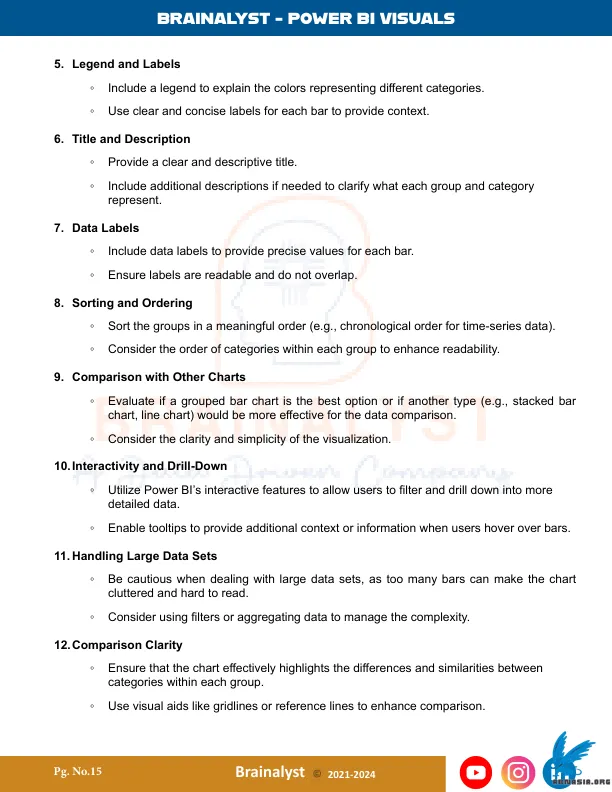 BRAINALYST - POWER BI VISUALS
5. Legend and Labels
◦ Include a legend to explain the colors representing different categories.
◦ Use clear and concise labels for each bar to provide context.
6. Title and Description
◦ Provide a clear and descriptive title.
◦ Include additional descriptions if needed to clarify what each group and category
represent.
7. Data Labels
◦ Include data labels to provide precise values for each bar.
◦ Ensure labels are readable and do not overlap.
8. Sorting and Ordering
◦ Sort the groups in a meaningful order (e.g., chronological order for time-series data).
◦ Consider the order of categories within each group to enhance readability.
9. Comparison with Other Charts
◦ Evaluate if a grouped bar chart is the best option or if another type (e.g., stacked bar
chart, line chart) would be more effective for the data comparison.
BRAINALYST
◦ Consider the clarity and simplicity of the visualization.
10. Interactivity and Drill-Down
A Data Driven Company
◦ Utilize Power BI’s interactive features to allow users to filter and drill down into more
detailed data.
◦ Enable tooltips to provide additional context or information when users hover over bars.
11. Handling Large Data Sets
◦ Be cautious when dealing with large data sets, as too many bars can make the chart
cluttered and hard to read.
◦ Consider using filters or aggregating data to manage the complexity.
12. Comparison Clarity
◦ Ensure that the chart effectively highlights the differences and similarities between
categories within each group.
◦ Use visual aids like gridlines or reference lines to enhance comparison.
Pg. No.15
Brainalyst © 2021-2024
in